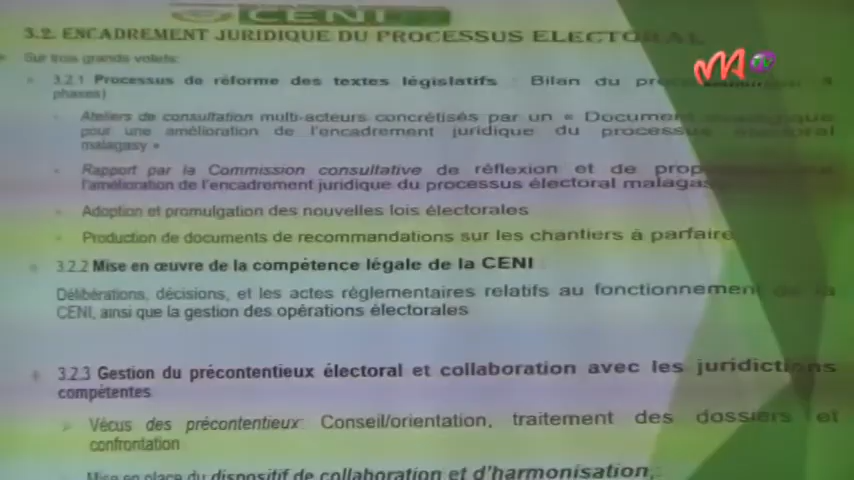 CENI
3.2. ENCADREMENT JURIDIQUE DU PROCESSUS ELECTORAL
Sur trois grands volets:
3.2.1 Processus de réforme des textes législatifs : Bilan du
phases)
Ateliers de consultation multi-acteurs concrétisés par un « Document
pour une amélioration de l'encadrement juridique du processus électoral
malagasy »
Rapport par la Commission consultative de réflexion et de
l'amélioration de l'encadrement juridique du processus électoral malagasy
Adoption et promulgation des nouvelles lois électorales
Production de documents de recommandations sur les chantiers à parfaire
3.2.2 Mise en œuvre de la compétence légale de la CENI
Délibérations, décisions, et les actes réglementaires relatifs au fonctionnement de la
CENI, ainsi que la gestion des opérations électorales
3.2.3 Gestion du précontentieux électoral et collaboration avec les juridictions
compétentes
Vécus des précontentieux: Conseil/orientation, traitement des dossiers et
confrontation
Mise en place du dispositif de collaboration et d'harmonisation,